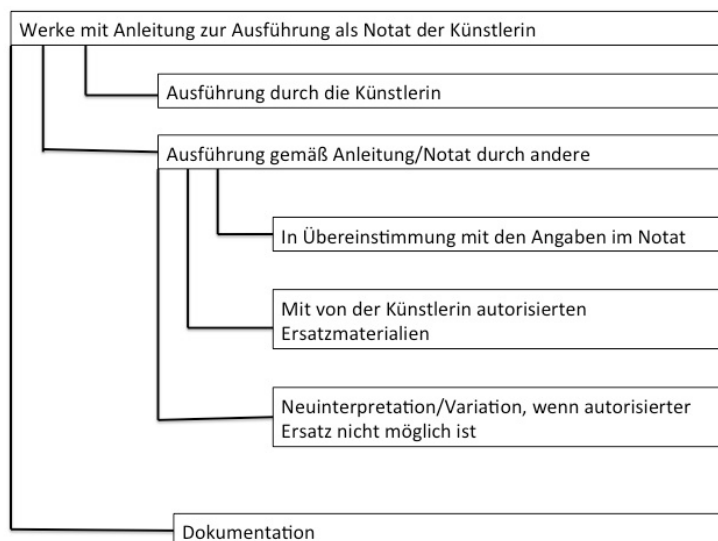 Werke mit Anleitung zur Ausführung als Notat der Künstlerin
Ausführung durch die Künstlerin
Ausführung gemäß Anleitung/Notat durch andere
In Übereinstimmung mit den Angaben im Notat
Mit von der Künstlerin autorisierten
Ersatzmaterialien
Neuinterpretation/Variation, wenn autorisierter
Ersatz nicht möglich ist
Dokumentation